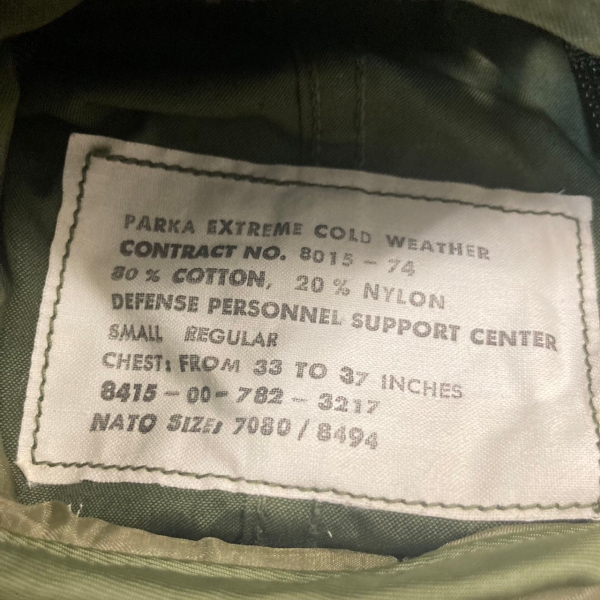 PARKA EXTREME COLD WEATHER
CONTRACT NO. 8015 - 74
80 % COTTON, 20 % NYLON
DEFENSE PERSONNEL SUPPORT CENTER
SMALL REGULAR
CHEST: FROM 33 TO 37 INCHES
8415 - 00 - 782 - 3217
NATO SIZE: 7080 / 8494